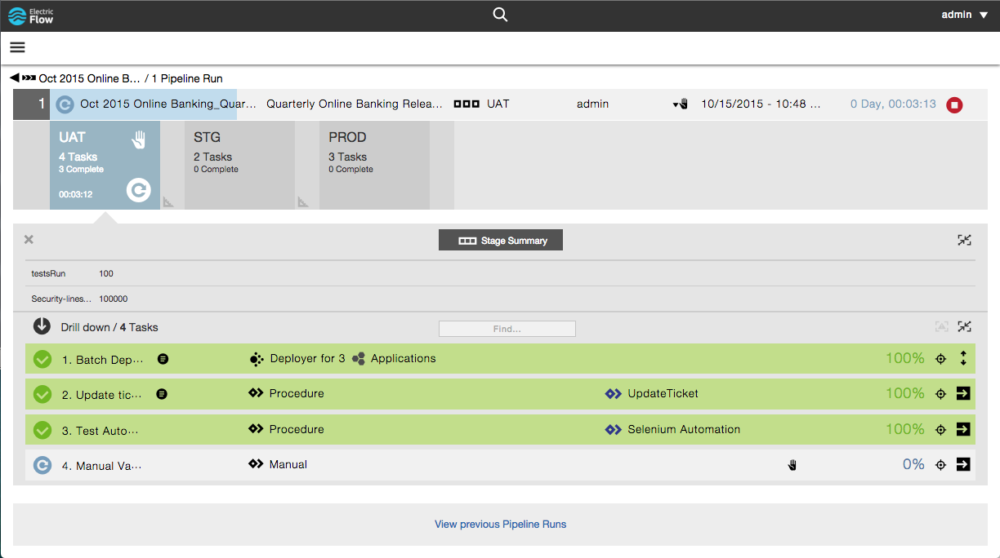 Electric
Flow
admin
Oct 2015 Online B... / 1 Pipeline Run
1 Oct 2015 Online Banking_Quar... Quarterly Online Banking Relea... UAT admin 10/15/2015 - 10:48 ... 0 Day, 00:03:13
UAT STG PROD
4 Tasks 2 Tasks 3 Tasks
3 Complete 0 Complete 0 Complete
00:03:12
Stage Summary
testsRun 100
Security-lines... 100000
Drill down / 4 Tasks Find...
1. Batch Dep... Deployer for 3 Applications 100%
2. Update tic... Procedure UpdateTicket 100%
3. Test Auto... Procedure Selenium Automation 100%
4. Manual Va... Manual 0%
View previous Pipeline Runs